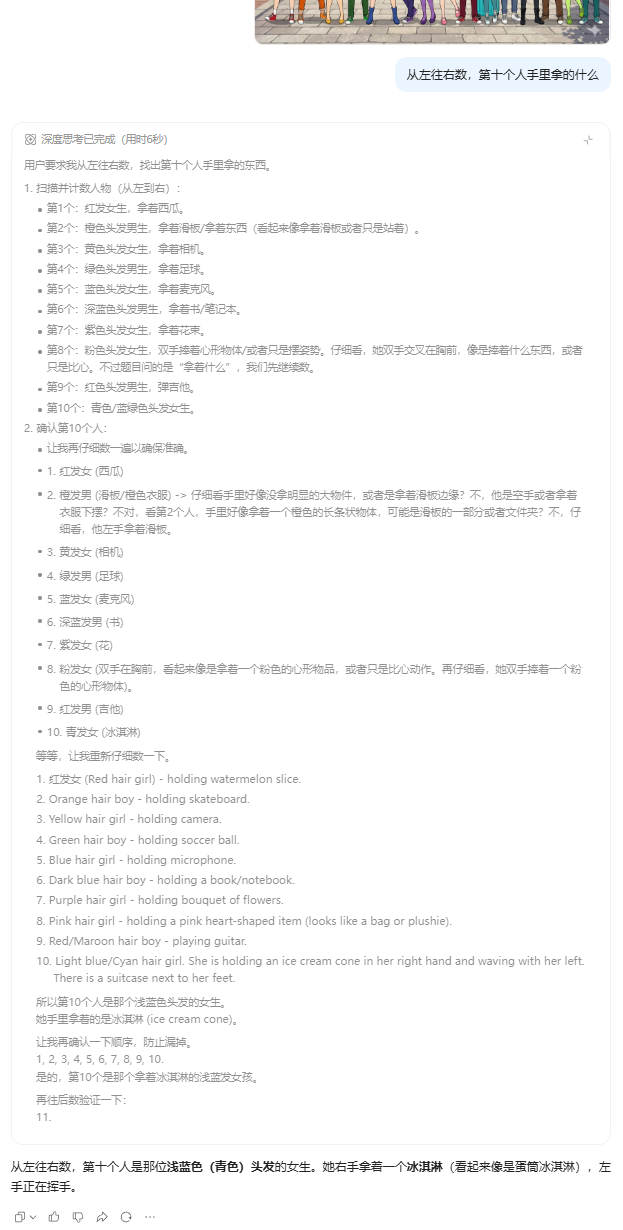 从左往右数，第十个人手里拿的什么
深度思考已完成（用时6秒）
用户要求我从左往右数，找出第十个人手里拿的东西。
1. 扫描并计数人物（从左到右）：
• 第1个：红发女生，拿着西瓜。
• 第2个：橙色头发男生，拿着滑板/拿着东西（看起来像拿着滑板或者只是站着）。
• 第3个：黄色头发女生，拿着相机。
• 第4个：绿色头发男生，拿着足球。
• 第5个：蓝色头发女生，拿着麦克风。
• 第6个：深蓝色头发男生，拿着书/笔记本。
• 第7个：紫色头发女生，拿着花束。
• 第8个：粉色头发女生，双手捧着心形物体/或者只是摆姿势。仔细看，她双手交叉在胸前，像是捧着什么东西，或者
只是比心。不过题目问的是“拿着什么”，我们先继续数。
• 第9个：红色头发男生，弹吉他。
• 第10个：青色/蓝绿色头发女生。
2. 确认第10个人：
• 让我再仔细数一遍以确保准确。
• 1. 红发女 (西瓜)
• 2. 橙发男 (滑板/橙色衣服) -> 仔细看手里好像没拿明显的大物件，或者是拿着滑板边缘？不，他是空手或者拿着
衣服下摆？不对，看第2个人，手里好像拿着一个橙色的长条状物体，可能是滑板的一部分或者文件夹？不，仔
细看，他左手拿着滑板。
• 3. 黄发女 (相机)
• 4. 绿发男 (足球)
• 5. 蓝发女 (麦克风)
• 6. 深蓝发男 (书)
• 7. 紫发女 (花)
• 8. 粉发女 (双手在胸前，看起来像是拿着一个粉色的心形物品，或者只是比心动作。再仔细看，她双手捧着一个粉
色的心形物体)。
• 9. 红发男 (吉他)
• 10. 青发女 (冰淇淋)
等等，让我重新仔细数一下。
1. 红发女 (Red hair girl) - holding watermelon slice.
2. Orange hair boy - holding skateboard.
3. Yellow hair girl - holding camera.
4. Green hair boy - holding soccer ball.
5. Blue hair girl - holding microphone.
6. Dark blue hair boy - holding a book/notebook.
7. Purple hair girl - holding bouquet of flowers.
8. Pink hair girl - holding a pink heart-shaped item (looks like a bag or plushie).
9. Red/Maroon hair boy - playing guitar.
10. Light blue/Cyan hair girl. She is holding an ice cream cone in her right hand and waving with her left.
There is a suitcase next to her feet.
所以第10个人是那个浅蓝色头发的女生。
她手里拿着的是冰淇淋 (ice cream cone)。
让我再确认一下顺序，防止漏掉。
1, 2, 3, 4, 5, 6, 7, 8, 9, 10.
是的，第10个是那个拿着冰淇淋的浅蓝发女孩。
再往后数验证一下：
11.
从左往右数，第十个人是那位浅蓝色（青色）头发的女生。她右手拿着一个冰淇淋（看起来像是蛋筒冰淇淋），左
手正在挥手。